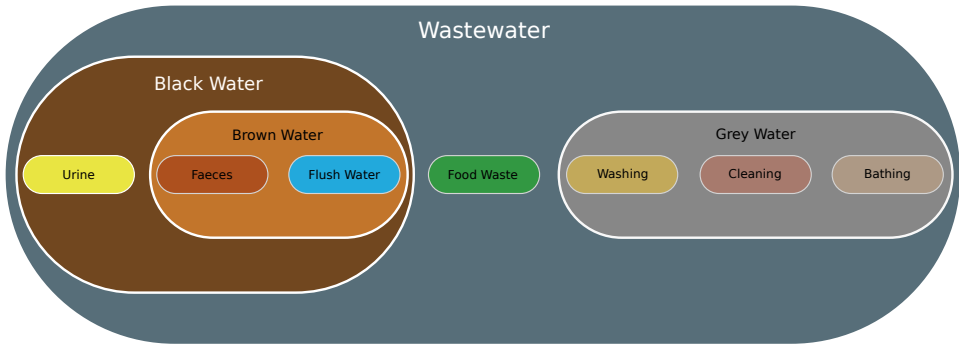 Wastewater
Black Water
Brown Water
Grey Water
Urine
Faeces
Flush Water
Food Waste
Washing
Cleaning
Bathing